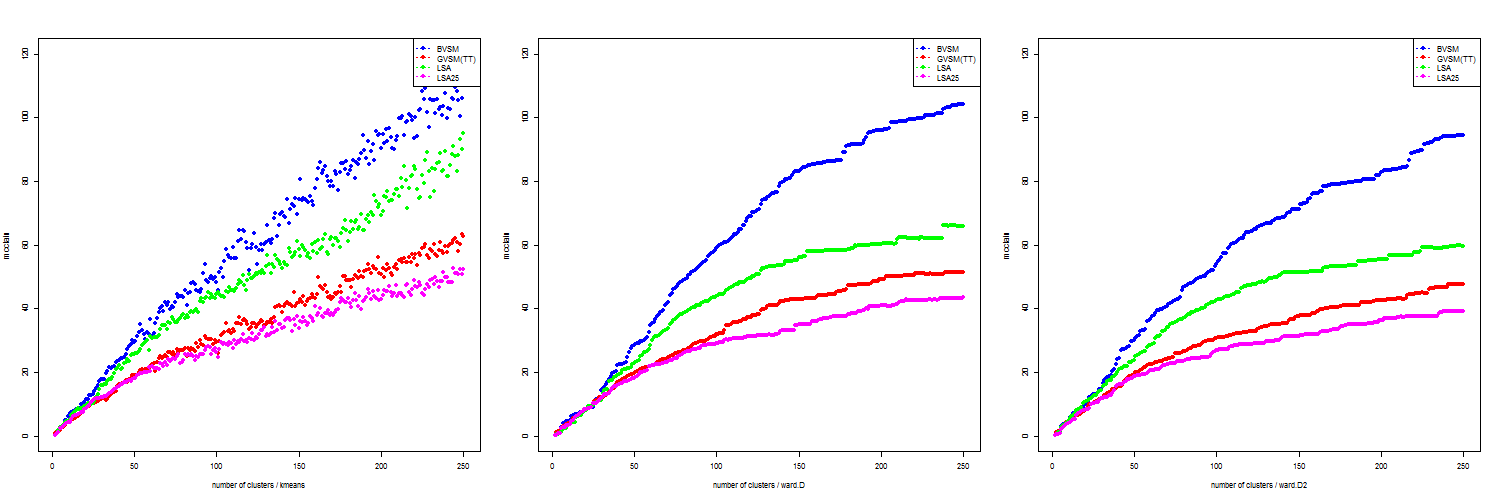 BVSM
GVSM(TT)
LSA
LSA25
mcclain
0 20 40 60 80 100 120
0 50 100 150 200 250
number of clusters / kmeans
BVSM
GVSM(TT)
LSA
LSA25
mcclain
0 20 40 60 80 100 120
0 50 100 150 200 250
number of clusters / ward.D
BVSM
GVSM(TT)
LSA
LSA25
mcclain
0 20 40 60 80 100 120
0 50 100 150 200 250
number of clusters / ward.D2